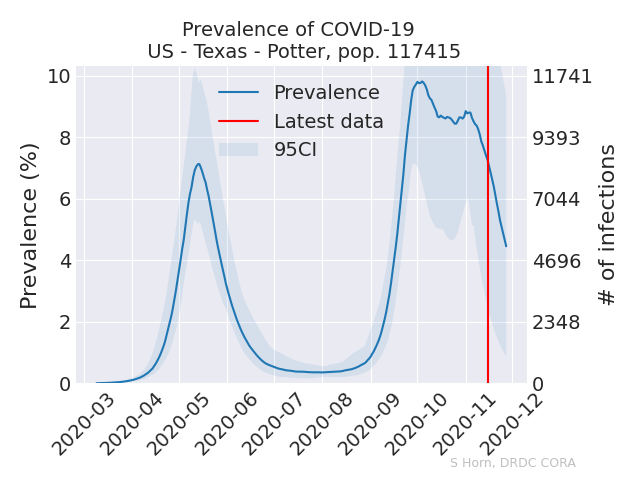 Prevalence of COVID-19
US - Texas - Potter, pop. 117415
Prevalence (%)
10
8
6
4
2
0
11741
9393
7044
4696
2348
0
# of infections
Prevalence
Latest data
95CI
2020-03
2020-04
2020-05
2020-06
2020-07
2020-08
2020-09
2020-10
2020-11
2020-12
S Horn, DRDC CORA